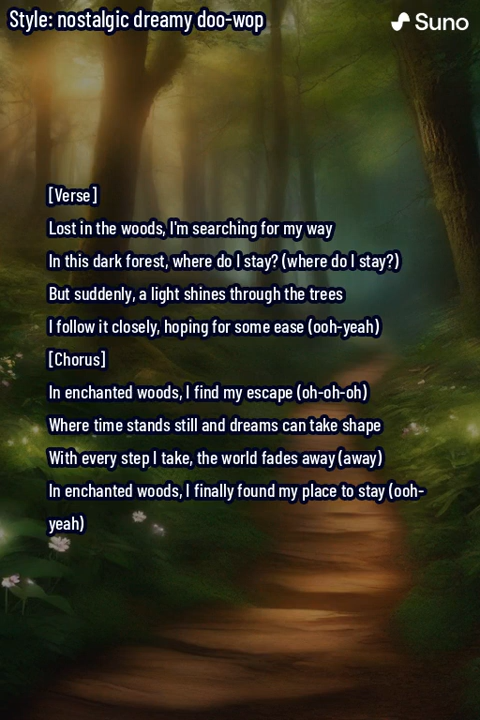 Style: nostalgic dreamy doo-wop
Suno
[Verse]
Lost in the woods, I'm searching for my way
In this dark forest, where do I stay? (where do I stay?)
But suddenly, a light shines through the trees
I follow it closely, hoping for some ease (ooh-yeah)
[Chorus]
In enchanted woods, I find my escape (oh-oh-oh)
Where time stands still and dreams can take shape
With every step I take, the world fades away (away)
In enchanted woods, I finally found my place to stay (ooh-
yeah)